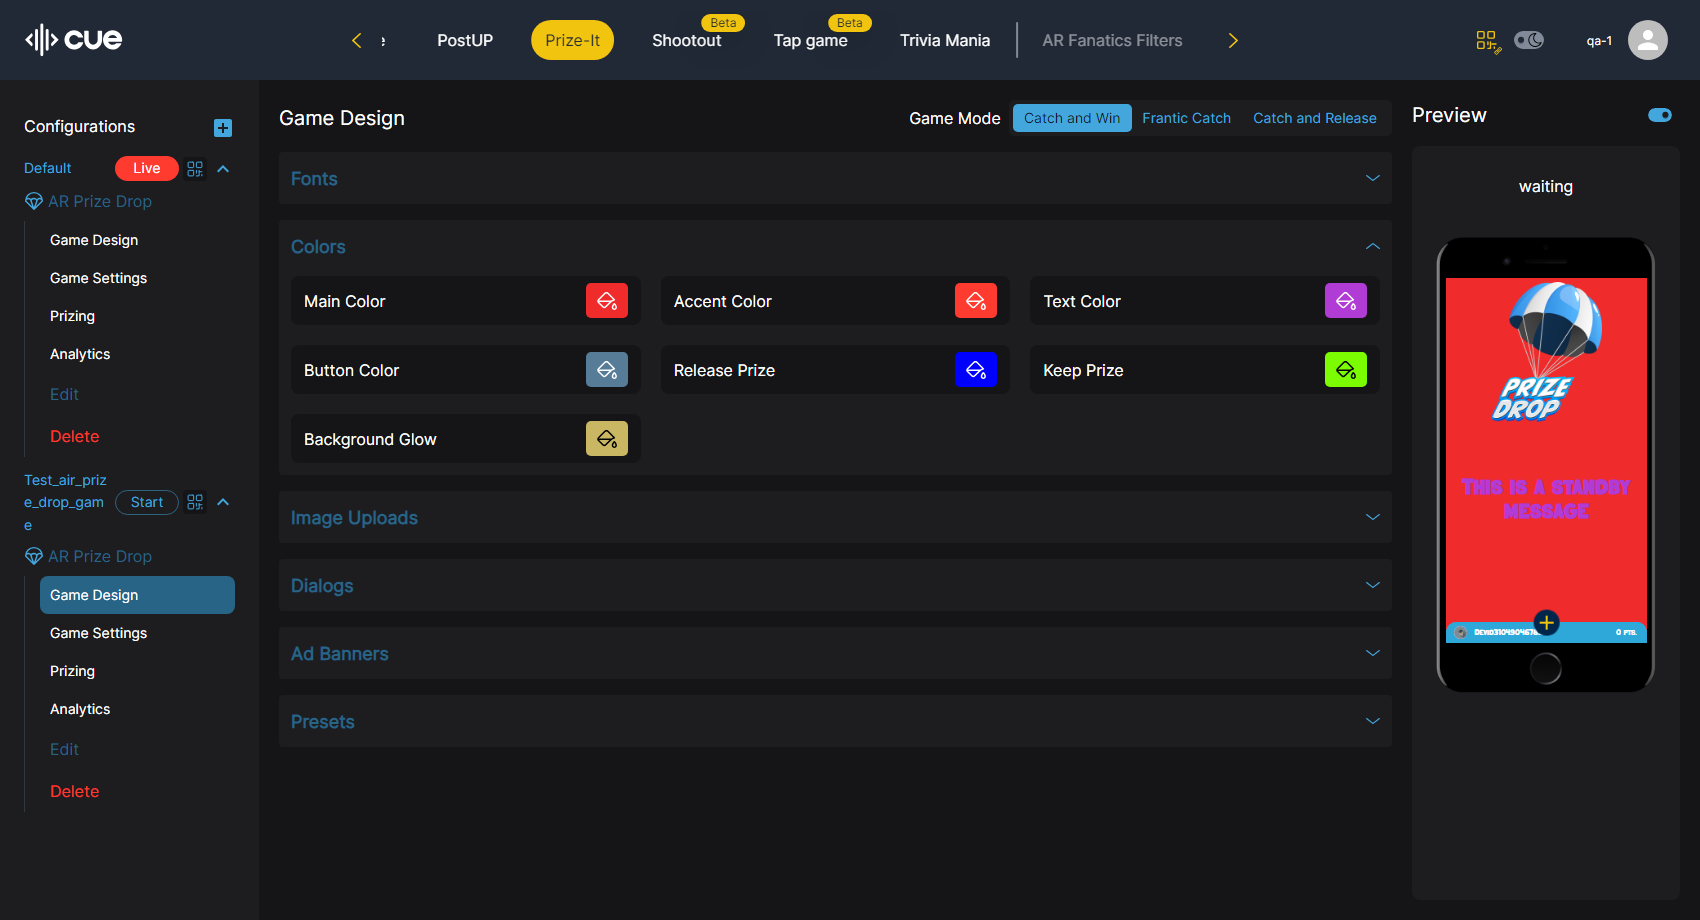 cue
PostUP
Prize-It
Shootout
Beta
Tap game
Beta
Trivia Mania
AR Fanatics Filters
qa-1
Configurations
Default
Live
AR Prize Drop
Game Design
Game Settings
Prizing
Analytics
Edit
Delete
Test_air_priz
e_drop_gam
e
Start
AR Prize Drop
Game Design
Game Settings
Prizing
Analytics
Edit
Delete
Game Design
Game Mode
Catch and Win
Frantic Catch
Catch and Release
Fonts
Colors
Main Color
Accent Color
Text Color
Button Color
Release Prize
Keep Prize
Background Glow
Image Uploads
Dialogs
Ad Banners
Presets
Preview
waiting
PRIZE
DROP
THIS IS A STANDBY
MESSAGE
0 PTS.